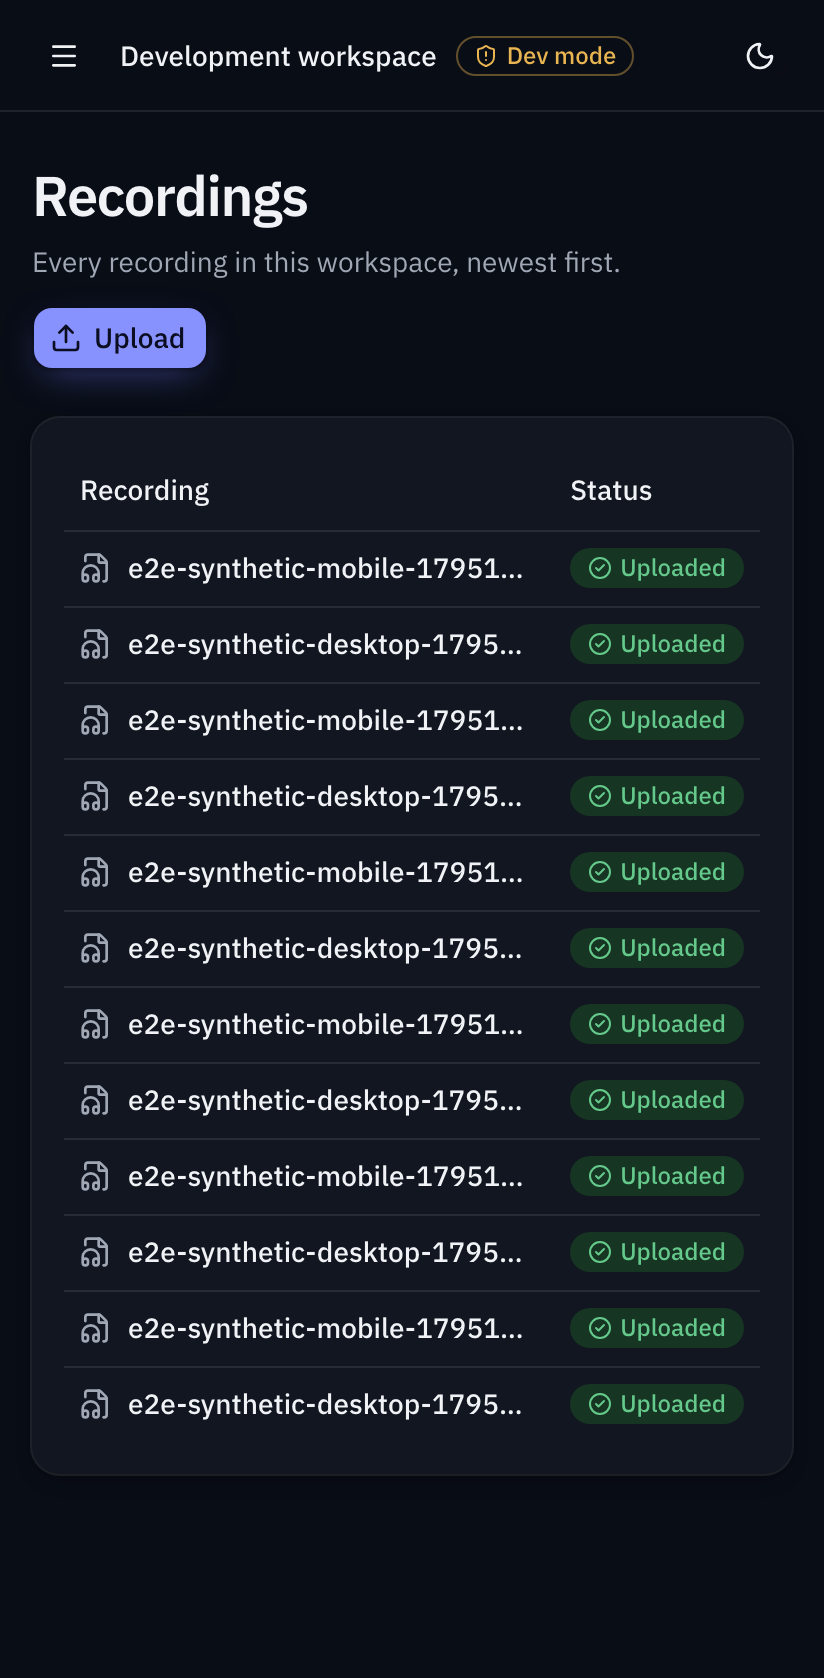 Development workspace Dev mode
Recordings
Every recording in this workspace, newest first.
Upload
Recording Status
e2e-synthetic-mobile-17951... Uploaded
e2e-synthetic-desktop-1795... Uploaded
e2e-synthetic-mobile-17951... Uploaded
e2e-synthetic-desktop-1795... Uploaded
e2e-synthetic-mobile-17951... Uploaded
e2e-synthetic-desktop-1795... Uploaded
e2e-synthetic-mobile-17951... Uploaded
e2e-synthetic-desktop-1795... Uploaded
e2e-synthetic-mobile-17951... Uploaded
e2e-synthetic-desktop-1795... Uploaded
e2e-synthetic-mobile-17951... Uploaded
e2e-synthetic-desktop-1795... Uploaded